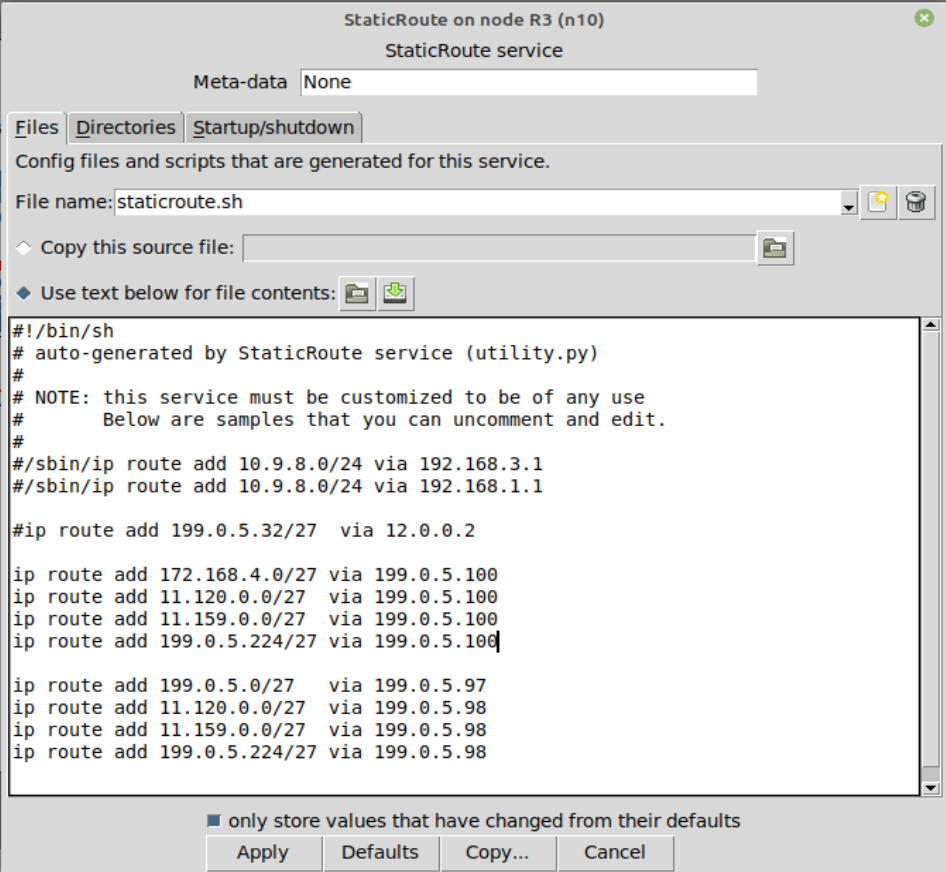 StaticRoute on node R3 (n10)
StaticRoute service
Meta-data None
Files Directories Startup/shutdown
Config files and scripts that are generated for this service.
File name: staticroute.sh
Copy this source file:
Use text below for file contents:
#!/bin/sh
# auto-generated by StaticRoute service (utility.py)
#
# NOTE: this service must be customized to be of any use
#       Below are samples that you can uncomment and edit.
#
#/sbin/ip route add 10.9.8.0/24 via 192.168.3.1
#/sbin/ip route add 10.9.8.0/24 via 192.168.1.1
#ip route add 199.0.5.32/27  via 12.0.0.2
ip route add 172.168.4.0/27 via 199.0.5.100
ip route add 11.120.0.0/27  via 199.0.5.100
ip route add 11.159.0.0/27  via 199.0.5.100
ip route add 199.0.5.224/27 via 199.0.5.100
ip route add 199.0.5.0/27   via 199.0.5.97
ip route add 11.120.0.0/27  via 199.0.5.98
ip route add 11.159.0.0/27  via 199.0.5.98
ip route add 199.0.5.224/27 via 199.0.5.98
only store values that have changed from their defaults
Apply Defaults Copy... Cancel